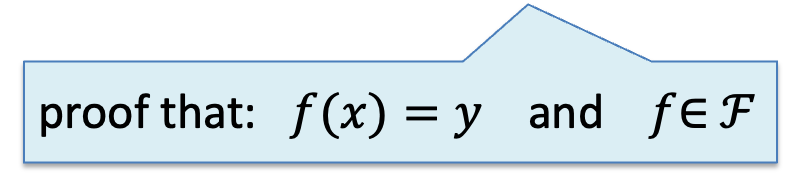 proof that: f(x) = y and f∈ ℱ